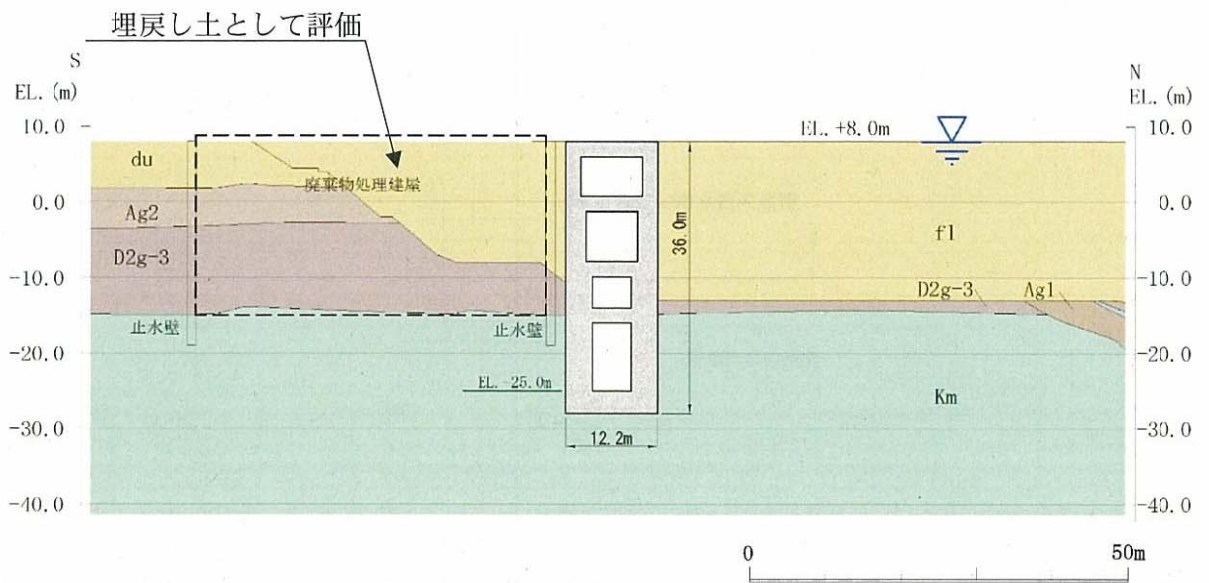 埋戻し土として評価
S
EL. (m)
N
EL. (m)
10.0
EL. +8.0m
10.0
du
廃棄物処理建屋
0.0
0.0
Ag2
36.0m
f1
D2g-3
-10.0
-10.0
D2g-3
Ag1
止水壁
止水壁
-20.0
-20.0
EL. -25.0m
Km
-30.0
12.2m
-30.0
-40.0
-40.0
0
50m